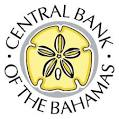 CENTRAL BANK
OF THE BAHAMAS